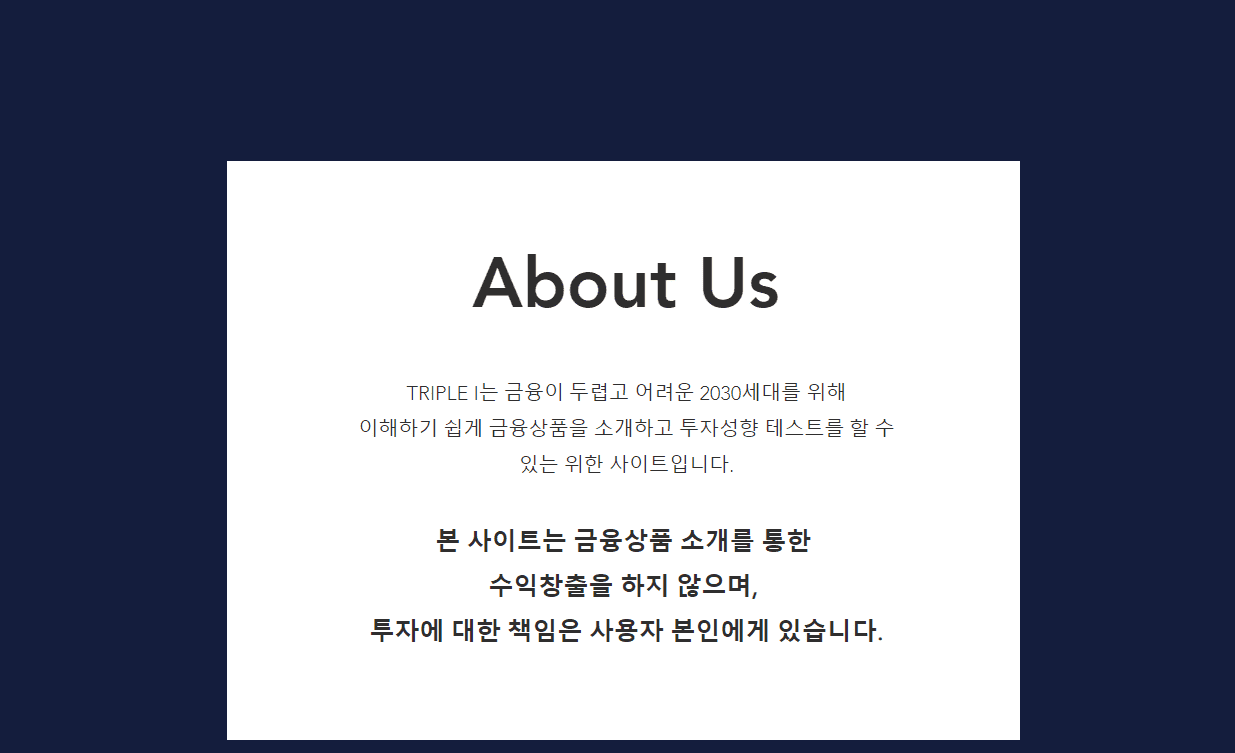 About Us
TRIPLE I는 금융이 두렵고 어려운 2030세대를 위해
이해하기 쉽게 금융상품을 소개하고 투자성향 테스트를 할 수
있는 위한 사이트입니다.
본 사이트는 금융상품 소개를 통한
수익창출을 하지 않으며,
투자에 대한 책임은 사용자 본인에게 있습니다.